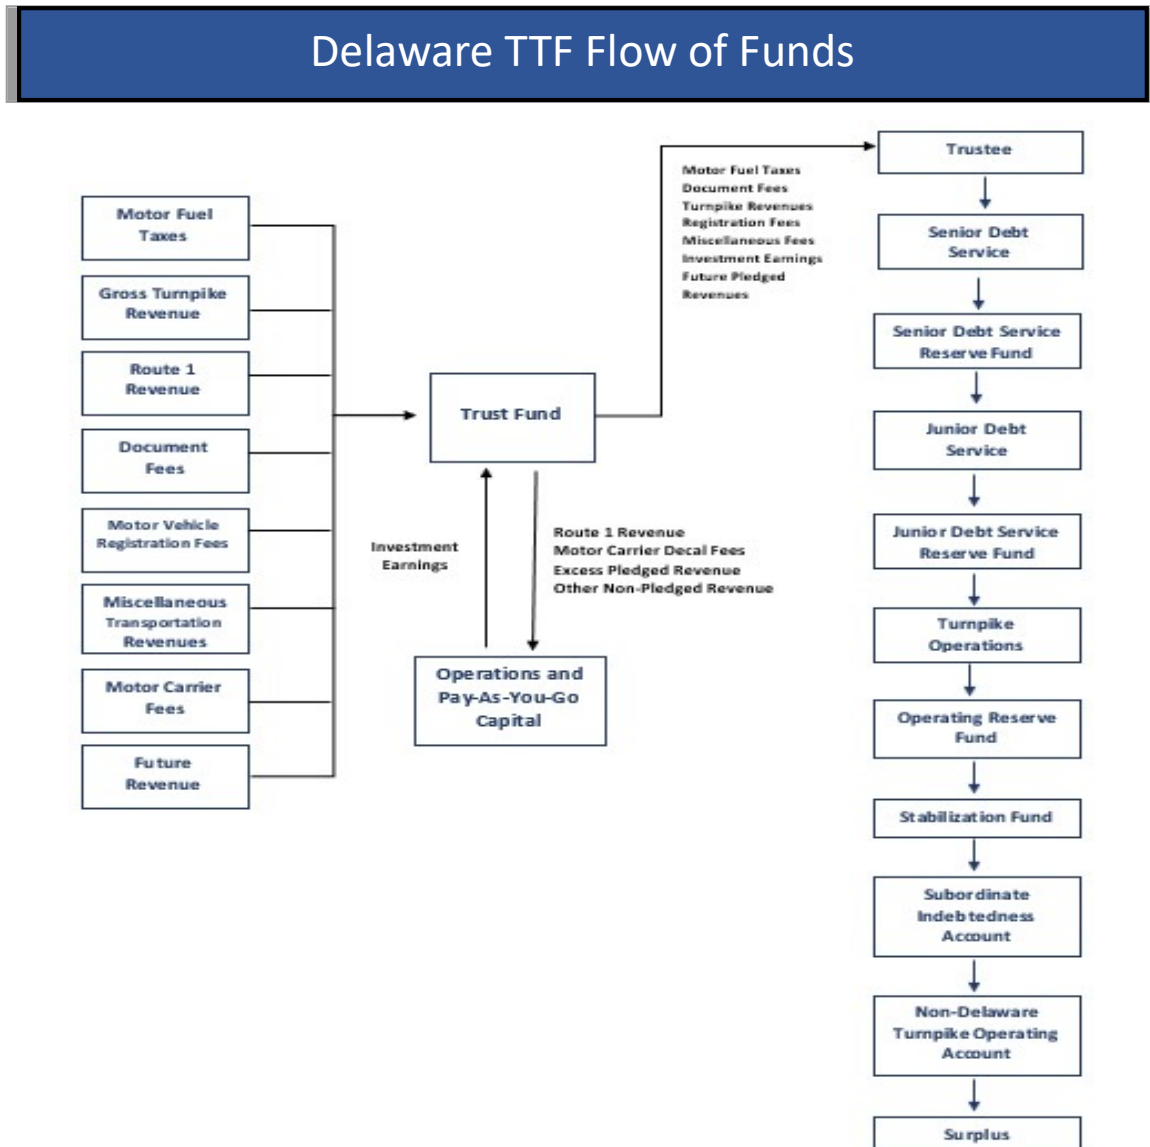 Delaware TTF Flow of Funds
Motor Fuel
Taxes
Gross Turnpike
Revenue
Route 1
Revenue
Document
Fees
Motor Vehicle
Registration Fees
Miscellaneous
Transportation
Revenues
Motor Carrier
Fees
Future
Revenue
Trust Fund
Investment
Earnings
Route 1 Revenue
Motor Carrier Decal Fees
Excess Pledged Revenue
Other Non-Pledged Revenue
Operations and
Pay-As-You-Go
Capital
Motor Fuel Taxes
Document Fees
Turnpike Revenues
Registration Fees
Miscellaneous Fees
Investment Earnings
Future Pledged
Revenues
Trustee
Senior Debt
Service
Senior Debt Service
Reserve Fund
Junior Debt
Service
Junior Debt Service
Reserve Fund
Turnpike
Operations
Operating Reserve
Fund
Stabilization Fund
Subordinate
Indebtedness
Account
Non-Delaware
Turnpike Operating
Account
Surplus